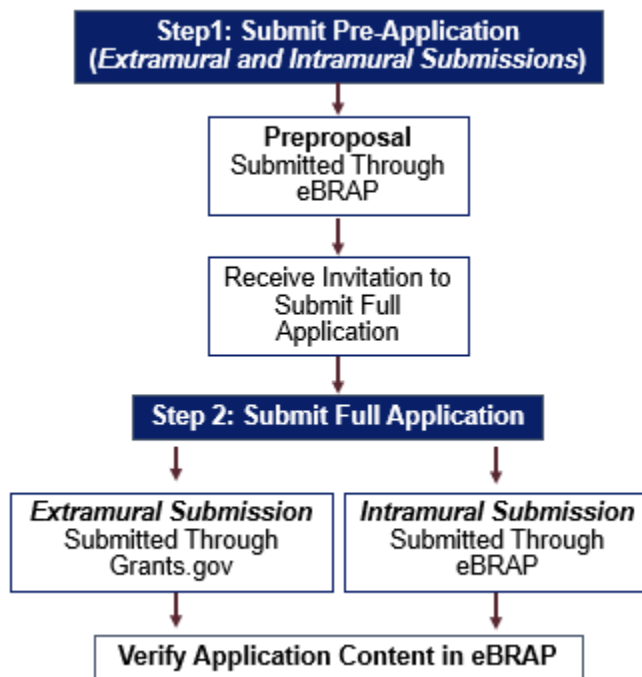 Step1: Submit Pre-Application
(Extramural and Intramural Submissions)
Preproposal
Submitted Through
eBRAP
Receive Invitation to
Submit Full
Application
Step 2: Submit Full Application
Extramural Submission
Submitted Through
Grants.gov
Intramural Submission
Submitted Through
eBRAP
Verify Application Content in eBRAP